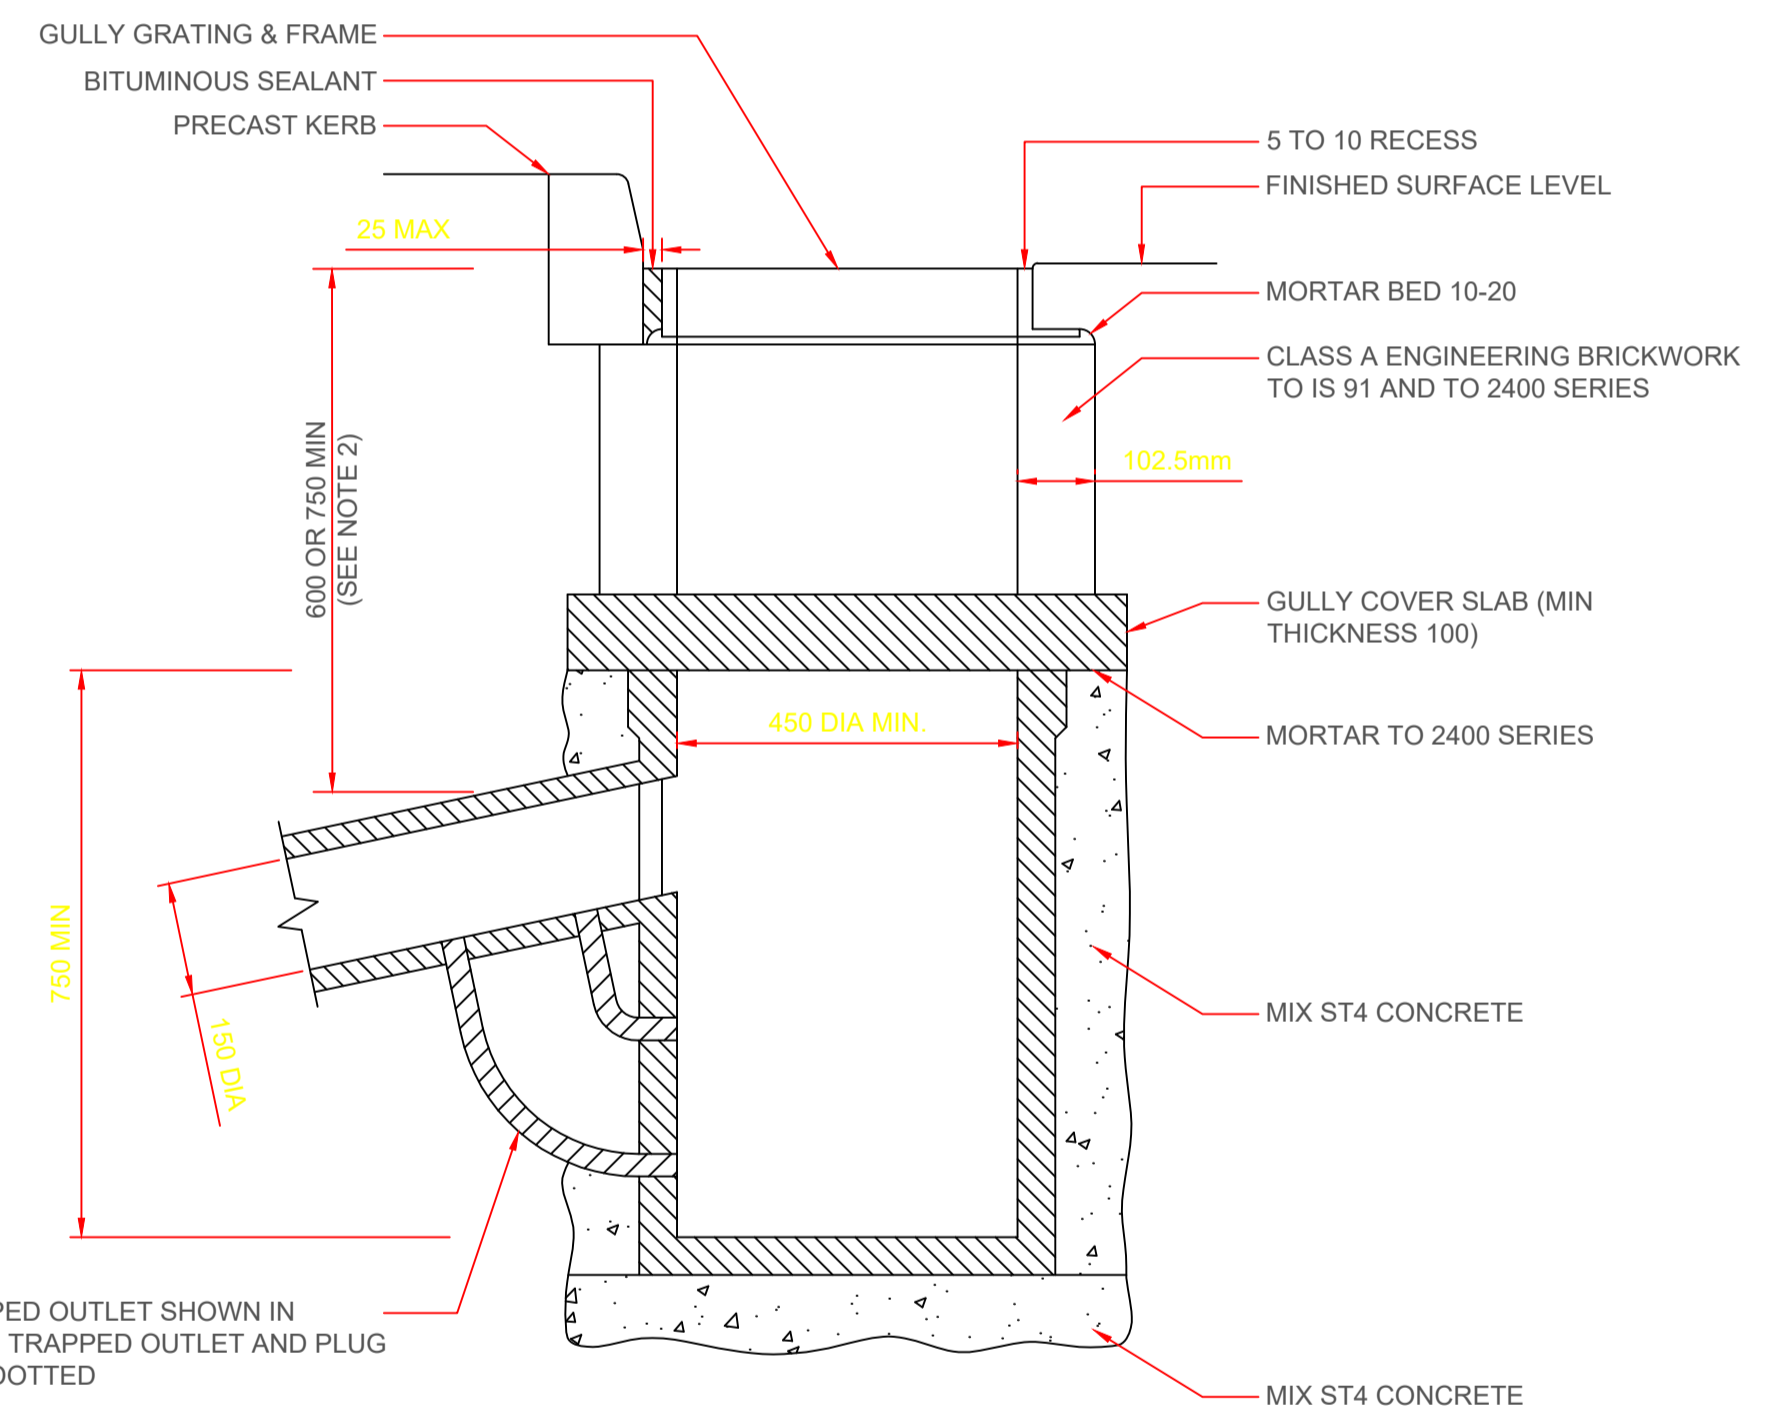 GULLY GRATING & FRAME
BITUMINOUS SEALANT
PRECAST KERB
25 MAX
5 TO 10 RECESS
FINISHED SURFACE LEVEL
MORTAR BED 10-20
CLASS A ENGINEERING BRICKWORK
TO IS 91 AND TO 2400 SERIES
102.5mm
600 OR 750 MIN
(SEE NOTE 2)
GULLY COVER SLAB (MIN
THICKNESS 100)
450 DIA MIN.
MORTAR TO 2400 SERIES
750 MIN
150 DIA
MIX ST4 CONCRETE
OUTLET SHOWN IN
TRAPPED OUTLET AND PLUG
MIX ST4 CONCRETE